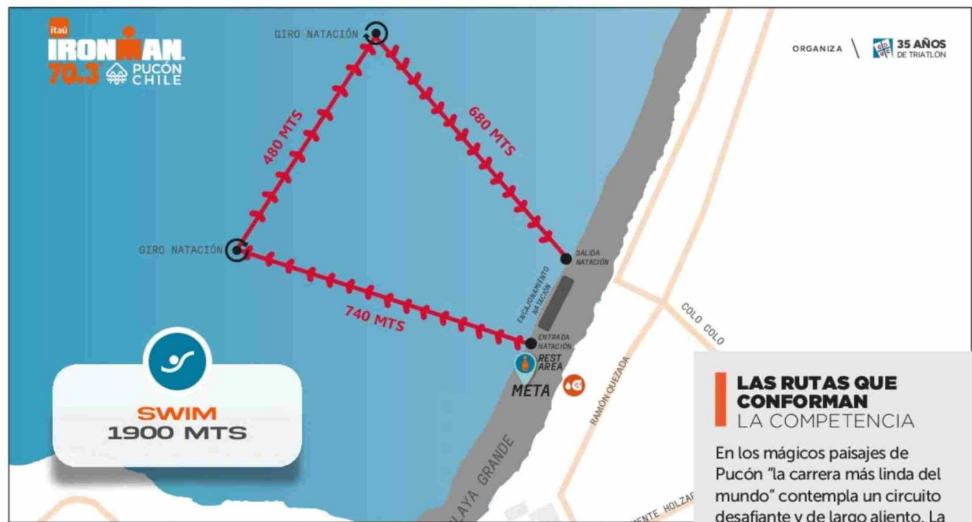 itaú
IRONMAN
70.3 PUCÓN
CHILE
GIRO NATACIÓN
ORGANIZA
35 AÑOS
DE TRIATLÓN
480 MTS
680 MTS
GIRO NATACIÓN
SALIDA
NATACIÓN
ENCAJONAMIENTO
NATACIÓN
740 MTS
ENTRADA
NATACIÓN
REST
AREA
META
COLO COLO
RAMÓN QUEZADA
SWIM
1900 MTS
LAS RUTAS QUE
CONFORMAN
LA COMPETENCIA
En los mágicos paisajes de
Pucón “la carrera más linda del
mundo” contempla un circuito
desafiante y de largo aliento. La
LAYA GRANDE
MENTE HOLZAP